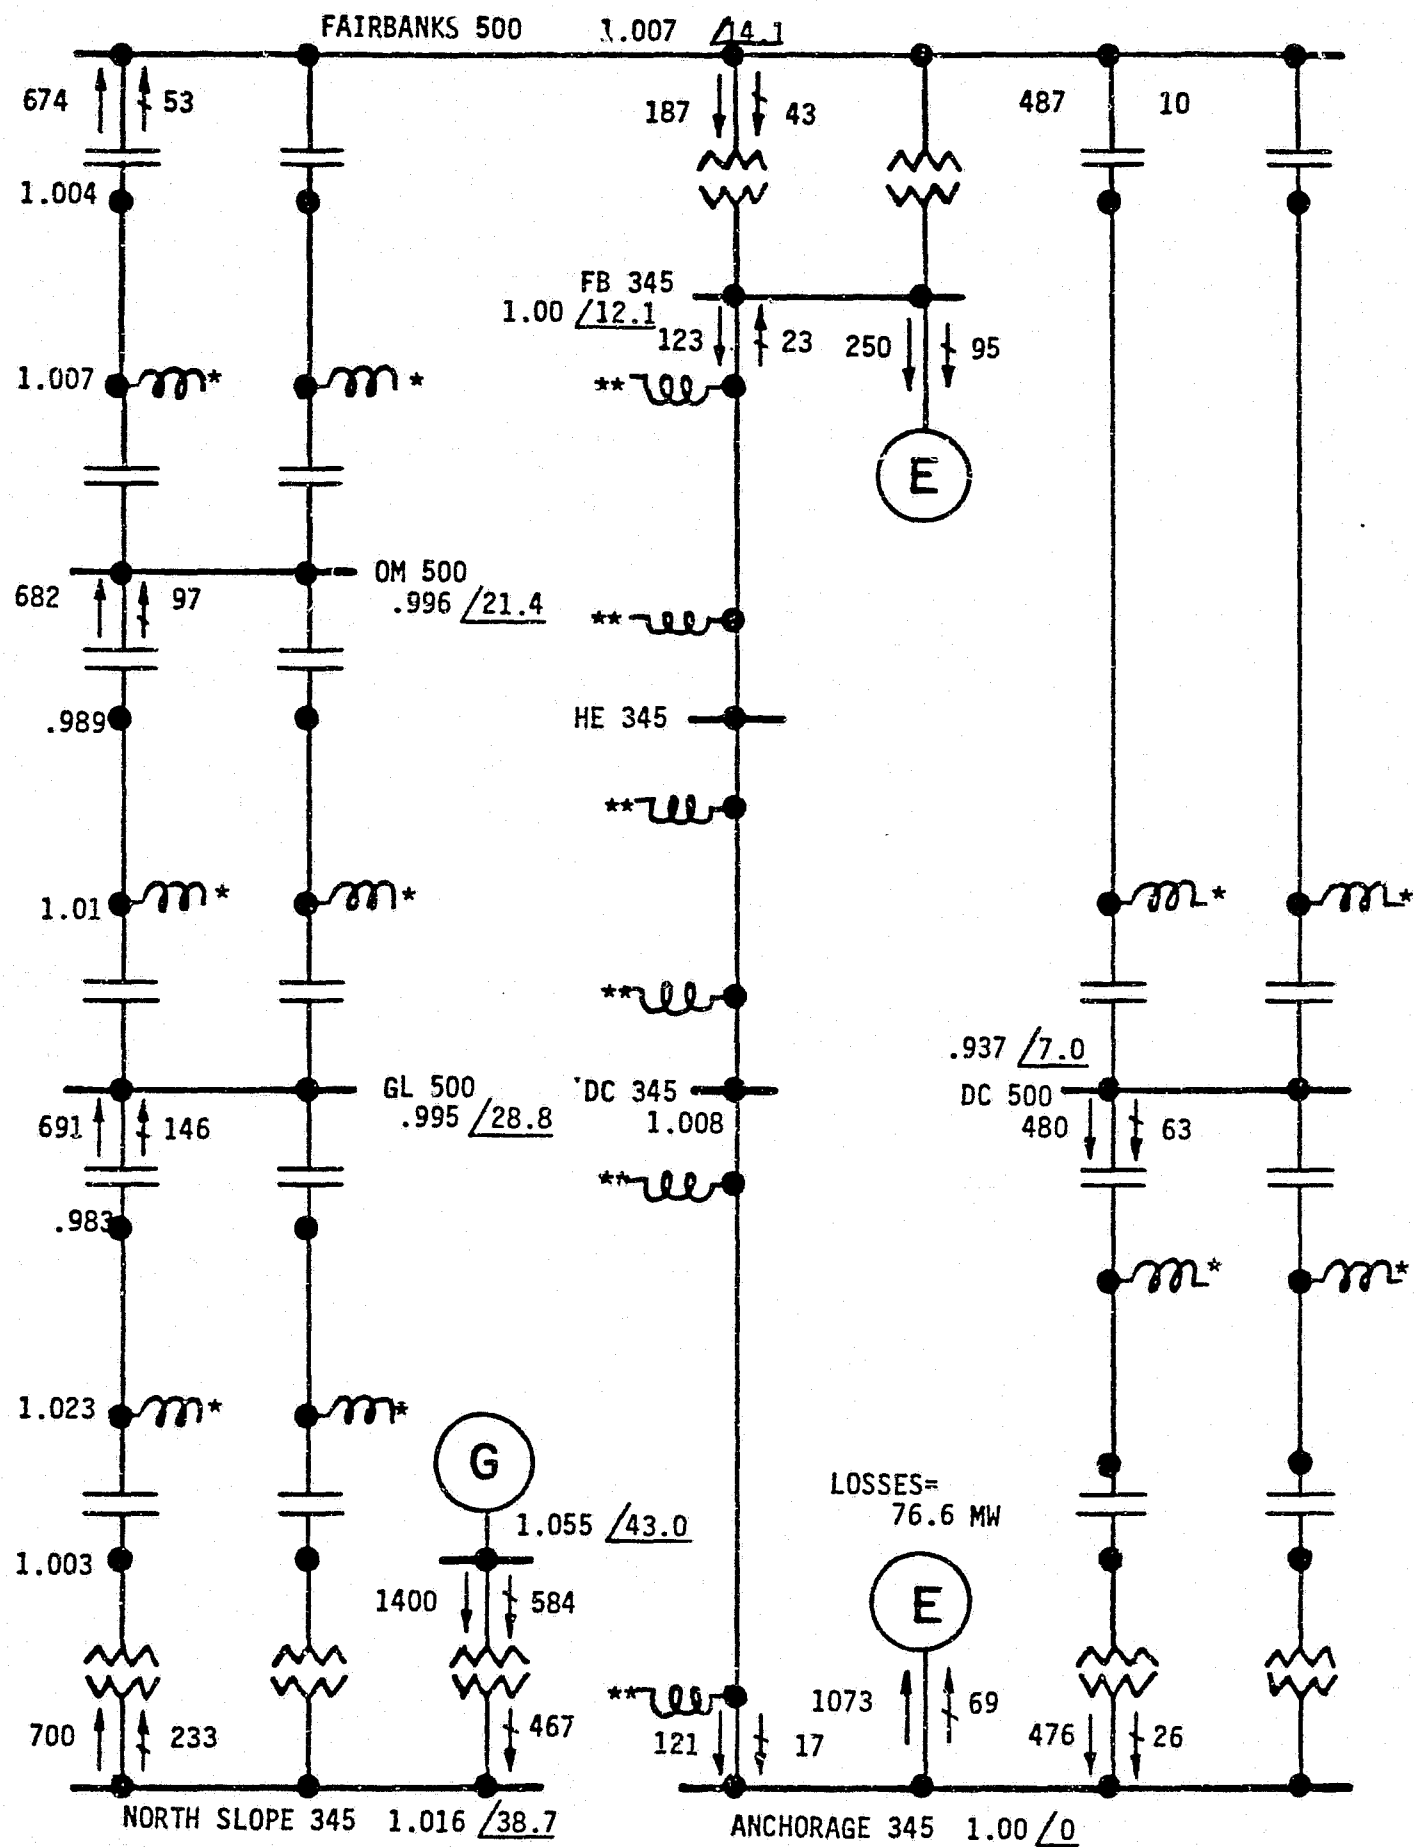 FAIRBANKS 500 1.007 /14.1
674 53
187 43
487 10
1.004
FB 345
1.00 /12.1
123 23 250 95
1.007 * *
**
E
OM 500
682 97
.996 /21.4
**
.989
HE 345
**
1.01 * *
* *
**
.937 /7.0
GL 500
.995 /28.8
DC 345
1.008
DC 500
691 146
480 63
**
.983
* *
1.023 * *
G
LOSSES=
76.6 MW
1.055 /43.0
1.003
1400 584
E
**
1073 69
700 233
467
121 17
476 26
NORTH SLOPE 345 1.016 /38.7
ANCHORAGE 345 1.00 /0